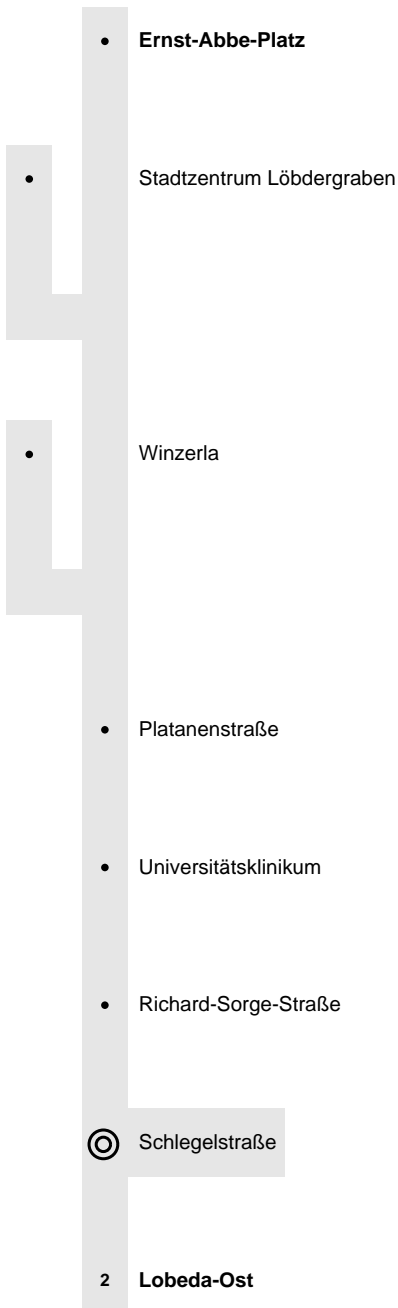 Ernst-Abbe-Platz
Stadtzentrum Löbdergraben
Winzerla
Platanenstraße
Universitätsklinikum
Richard-Sorge-Straße
Schlegelstraße
2 Lobeda-Ost